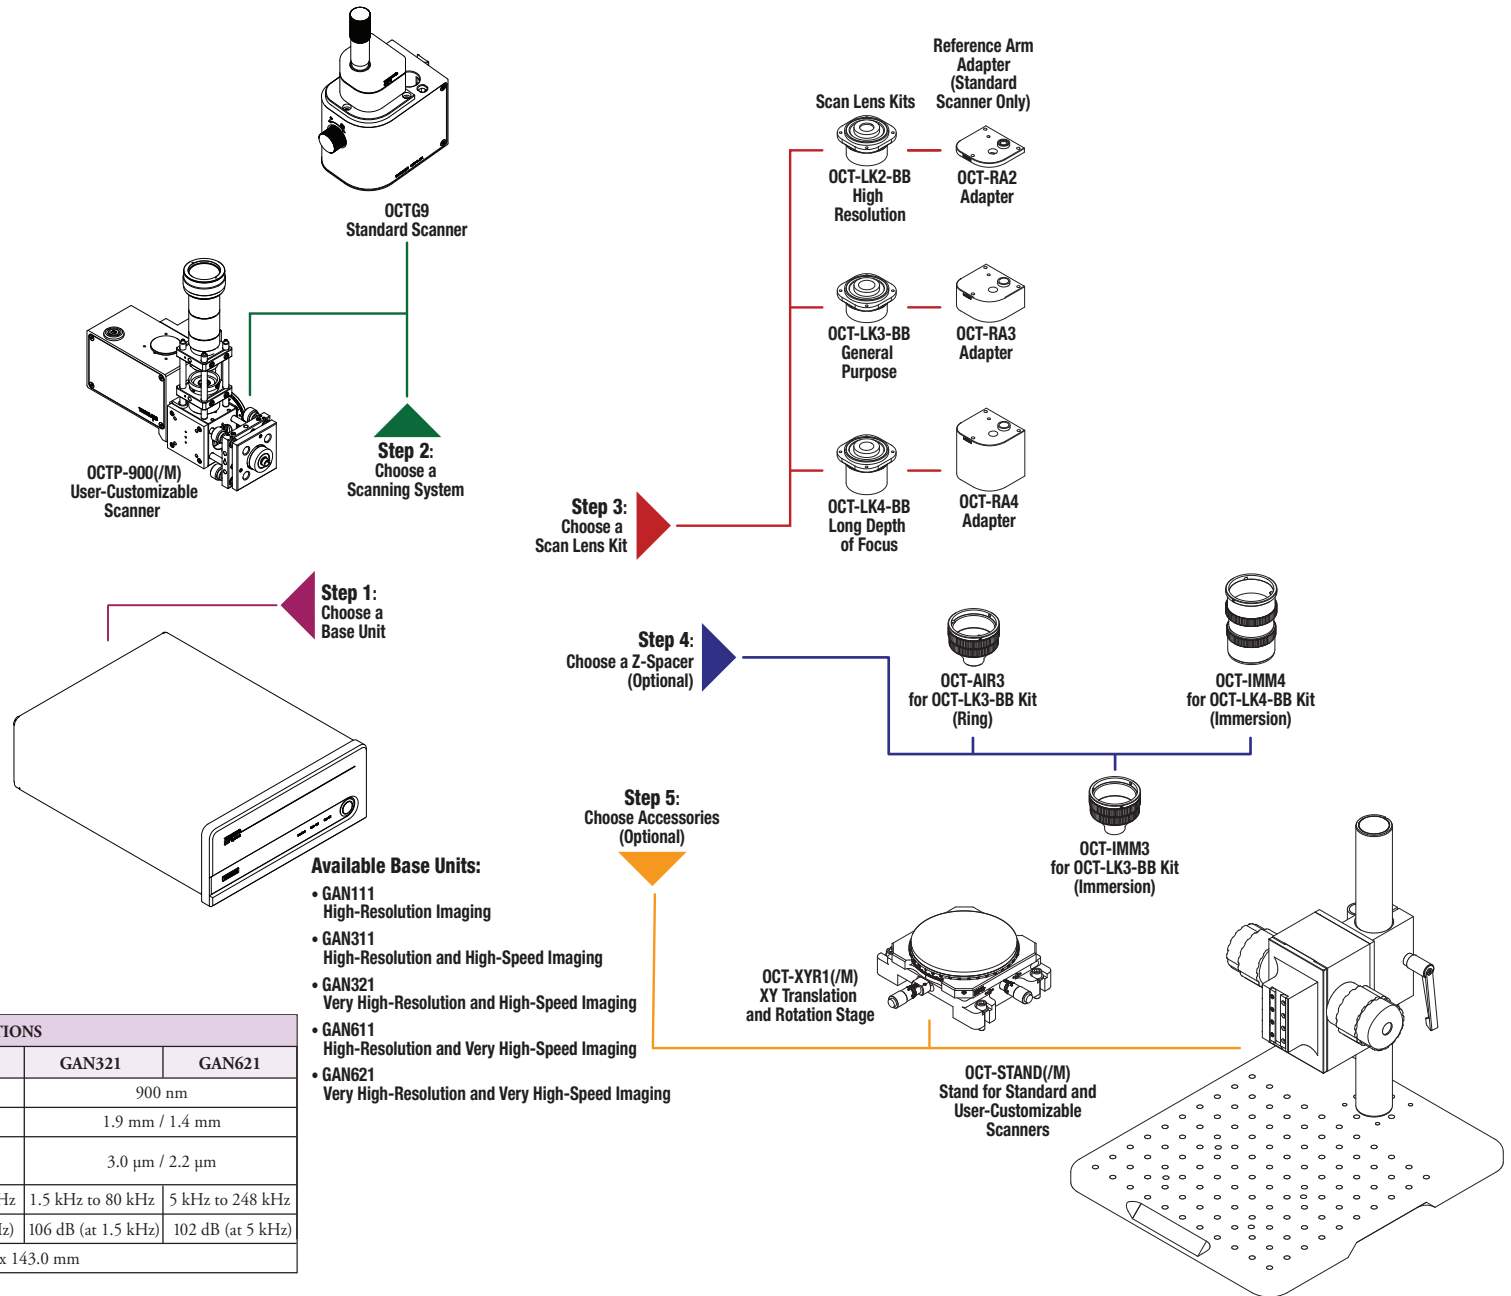 OCTG9
Standard Scanner
OCTP-900(/M)
User-Customizable
Scanner
Step 2:
Choose a
Scanning System
Scan Lens Kits
Reference Arm
Adapter
(Standard
Scanner Only)
OCT-LK2-BB
High
Resolution
OCT-RA2
Adapter
OCT-LK3-BB
General
Purpose
OCT-RA3
Adapter
OCT-LK4-BB
Long Depth
of Focus
OCT-RA4
Adapter
Step 3:
Choose a
Scan Lens Kit
Step 1:
Choose a
Base Unit
Step 4:
Choose a Z-Spacer
(Optional)
OCT-AIR3
for OCT-LK3-BB Kit
(Ring)
OCT-IMM4
for OCT-LK4-BB Kit
(Immersion)
OCT-IMM3
for OCT-LK3-BB Kit
(Immersion)
Step 5:
Choose Accessories
(Optional)
Available Base Units:
• GAN111
High-Resolution Imaging
• GAN311
High-Resolution and High-Speed Imaging
• GAN321
Very High-Resolution and High-Speed Imaging
• GAN611
High-Resolution and Very High-Speed Imaging
• GAN621
Very High-Resolution and Very High-Speed Imaging
OCT-XYR1(/M)
XY Translation
and Rotation Stage
OCT-STAND(/M)
Stand for Standard and
User-Customizable
Scanners
TIONS
GAN321 GAN621
900 nm
1.9 mm / 1.4 mm
3.0 µm / 2.2 µm
Hz 1.5 kHz to 80 kHz 5 kHz to 248 kHz
z) 106 dB (at 1.5 kHz) 102 dB (at 5 kHz)
x 143.0 mm